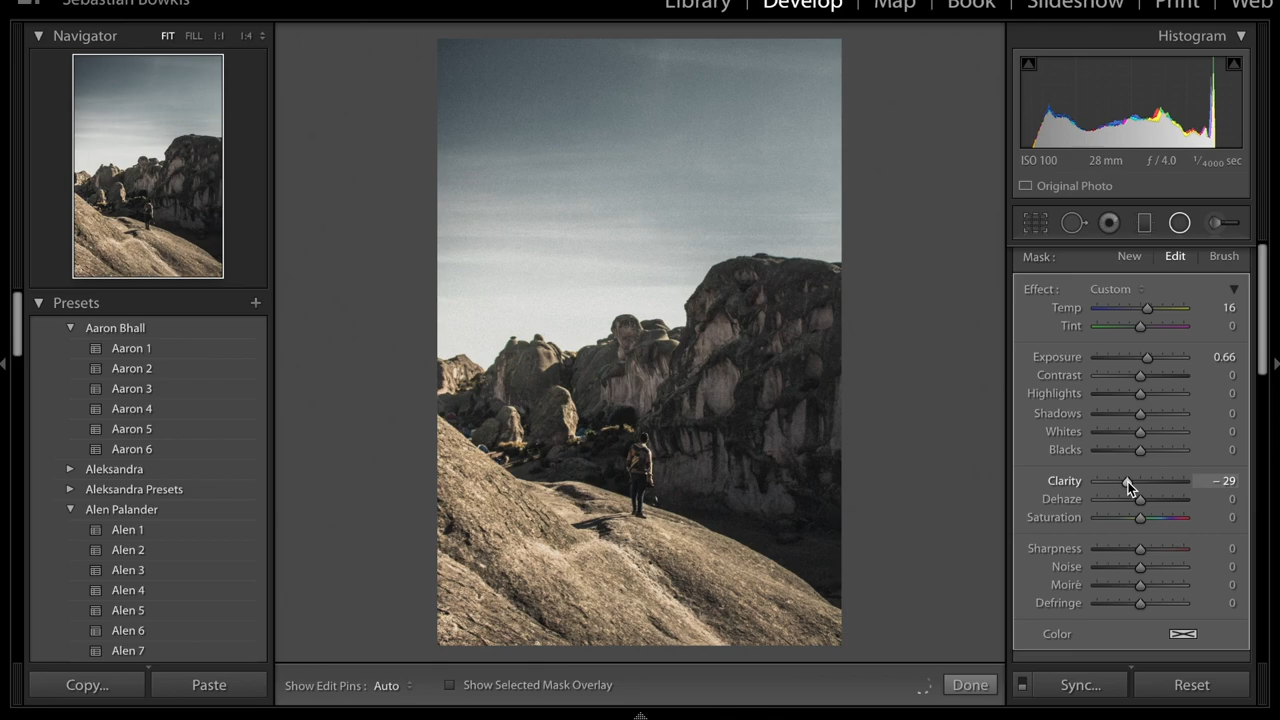 Sebastian Bowkis
Library | Develop | Map | Book | Slideshow | Print | Web
Navigator FIT FILL 1:1 1:4
Presets +
Aaron Bhall
Aaron 1
Aaron 2
Aaron 3
Aaron 4
Aaron 5
Aaron 6
Aleksandra
Aleksandra Presets
Alen Palander
Alen 1
Alen 2
Alen 3
Alen 4
Alen 5
Alen 6
Alen 7
Copy... Paste
Show Edit Pins : Auto Show Selected Mask Overlay Done
Histogram
ISO 100 28 mm ƒ / 4.0 1/4000 sec
Original Photo
Mask : New Edit Brush
Effect : Custom
Temp 16
Tint 0
Exposure 0.66
Contrast 0
Highlights 0
Shadows 0
Whites 0
Blacks 0
Clarity – 29
Dehaze 0
Saturation 0
Sharpness 0
Noise 0
Moiré 0
Defringe 0
Color
Sync... Reset